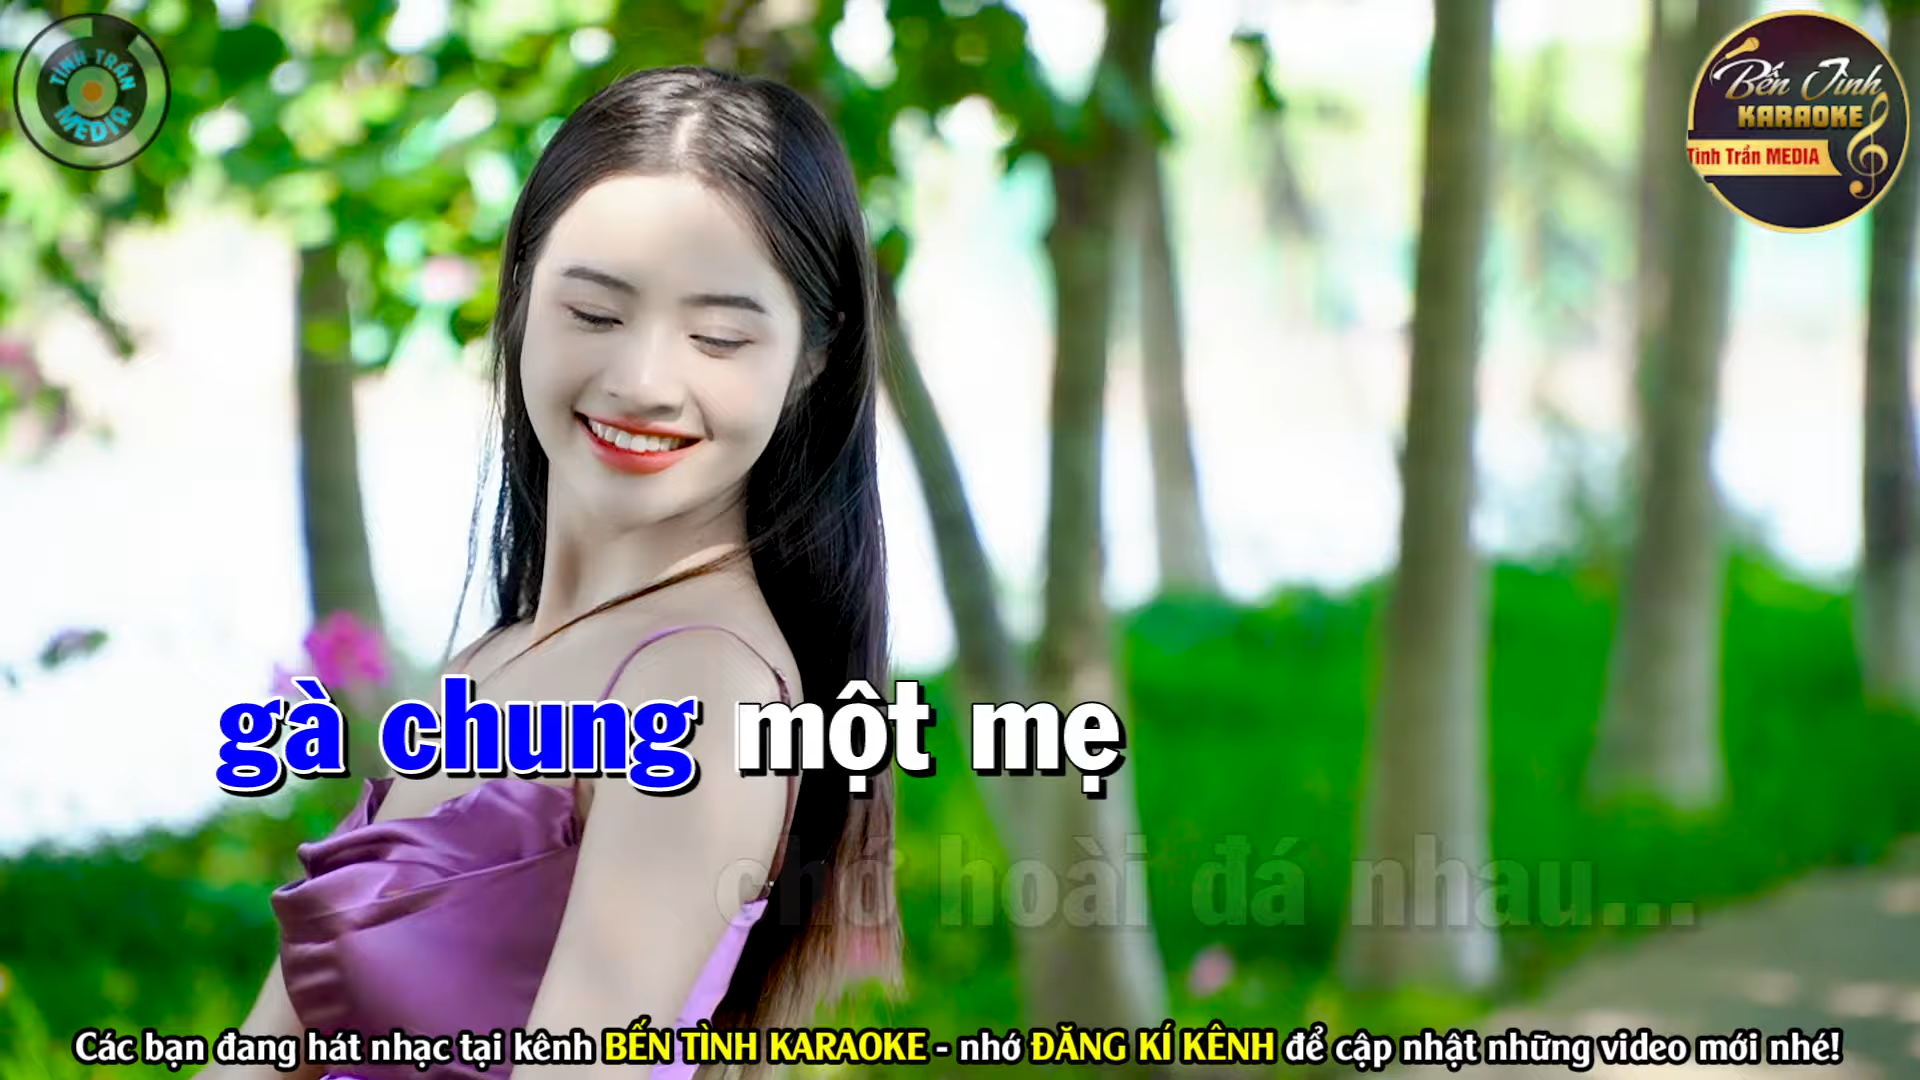 TÌNH TRẦN
MEDIA
Bến Tình
KARAOKE
Tình Trần MEDIA
gà chung một mẹ
chớ hoài đá nhau...
Các bạn đang hát nhạc tại kênh BẾN TÌNH KARAOKE - nhớ ĐĂNG KÍ KÊNH để cập nhật những video mới nhé!